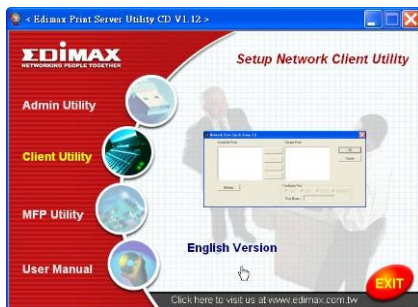 < Edimax Print Server Utility CD V1.12 >
EDIMAX
NETWORKING PEOPLE TOGETHER
Setup Network Client Utility
Admin Utility
Client Utility
MFP Utility
User Manual
English Version
EXIT
Click here to visit us at www.edimax.com.tw